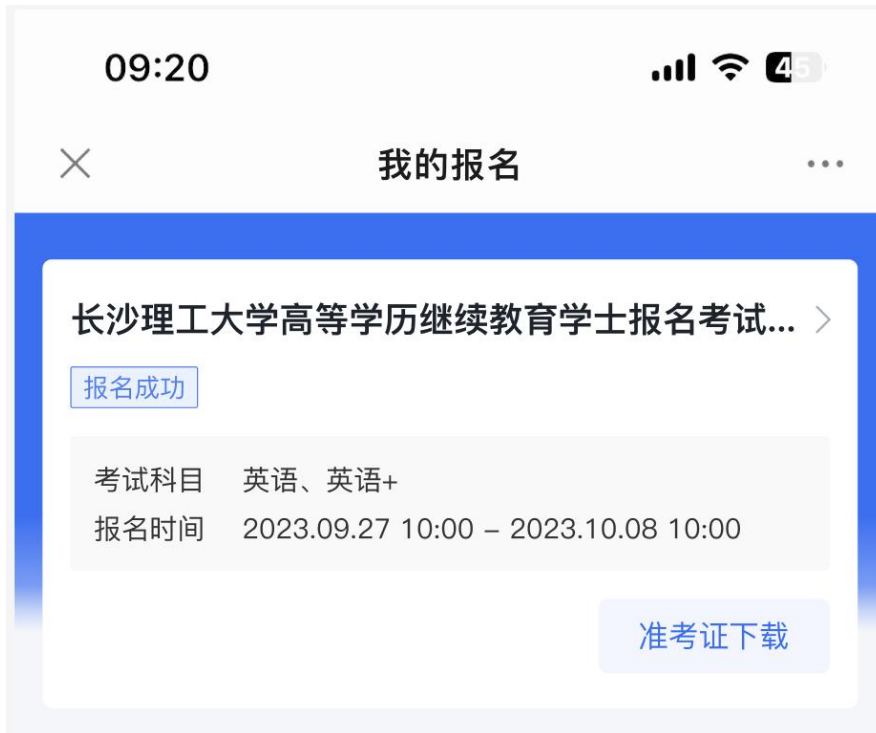 09:20
45
我的报名
长沙理工大学高等学历继续教育学士报名考试...
报名成功
考试科目 英语、英语+
报名时间 2023.09.27 10:00 – 2023.10.08 10:00
准考证下载